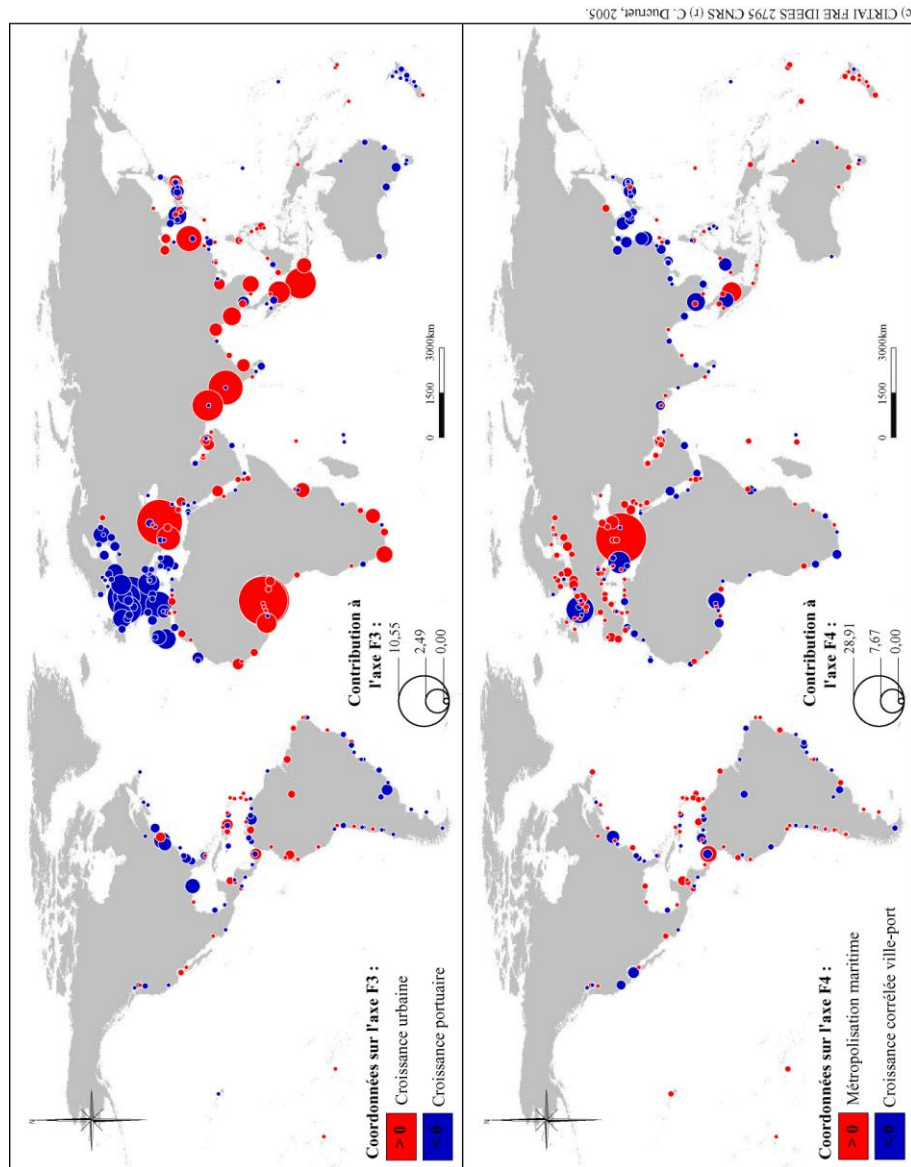 N
Coordonnées sur l'axe F3 :
> 0
Croissance urbaine
< 0
Croissance portuaire
Contribution à
l'axe F3 :
10,55
2,49
0,00
0
1500
3000km
Coordonnées sur l'axe F4 :
> 0
Métropolisation maritime
< 0
Croissance corrélée ville-port
Contribution à
l'axe F4 :
28,91
7,67
0,00
0
1500
3000km
c) CIRTAI FRE IDEES 2795 CNRS (r) C. Ducruet, 2005.